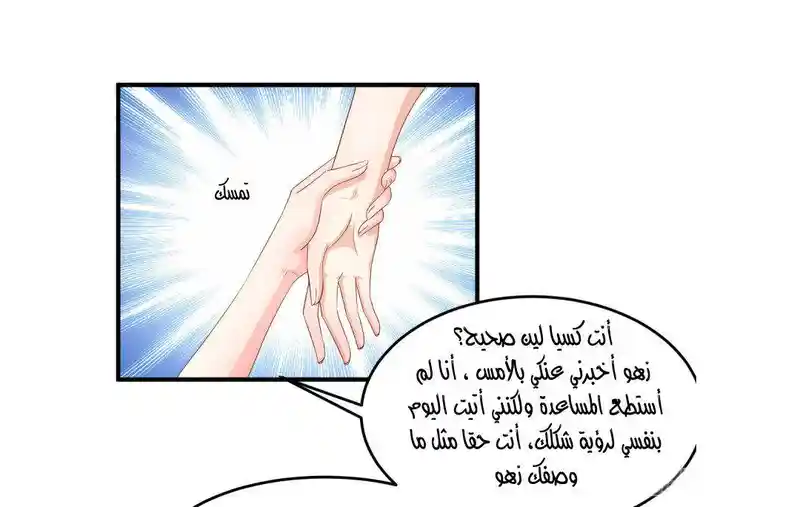 تمسك
أنت كسيا لين صحيح؟
زهو أخبرني عنكي بالأمس ، أنا لم
أستطع المساعدة ولكنني أتيت اليوم
بنفسي لرؤية شكلك، أنت حقا مثل ما
وصفك زهو